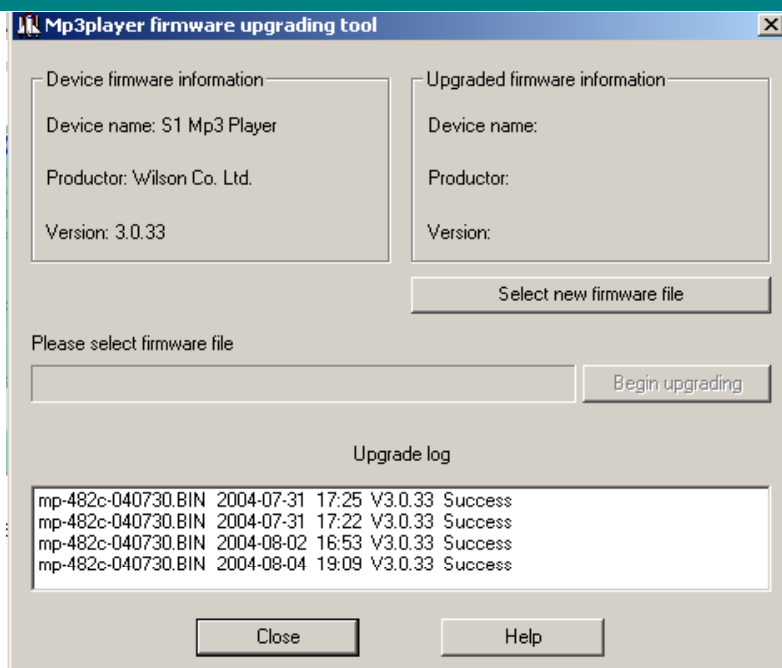 Mp3player firmware upgrading tool
Device firmware information
Device name: S1 Mp3 Player
Productor: Wilson Co. Ltd.
Version: 3.0.33
Upgraded firmware information
Device name:
Productor:
Version:
Select new firmware file
Please select firmware file
Begin upgrading
Upgrade log
mp-482c-040730.BIN 2004-07-31 17:25 V3.0.33 Success
mp-482c-040730.BIN 2004-07-31 17:22 V3.0.33 Success
mp-482c-040730.BIN 2004-08-02 16:53 V3.0.33 Success
mp-482c-040730.BIN 2004-08-04 19:09 V3.0.33 Success
Close
Help